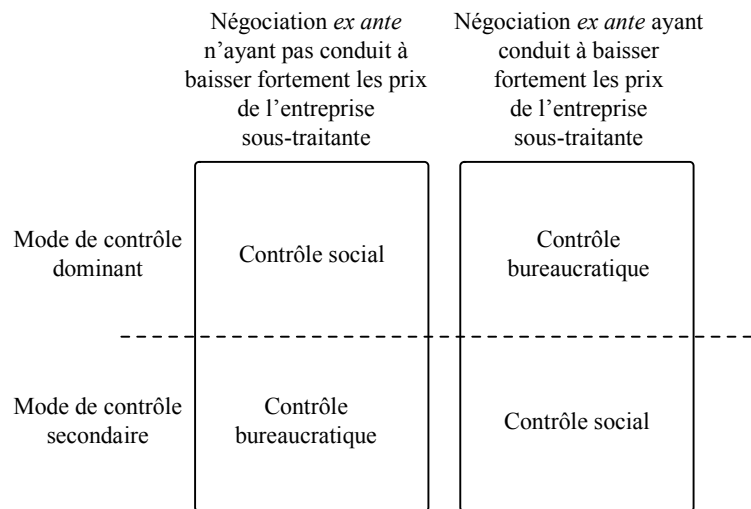 Négociation ex ante
n’ayant pas conduit à
baisser fortement les prix
de l’entreprise
sous-traitante
Négociation ex ante ayant
conduit à baisser
fortement les prix
de l’entreprise
sous-traitante
Mode de contrôle
dominant
Contrôle social
Contrôle
bureaucratique
Mode de contrôle
secondaire
Contrôle
bureaucratique
Contrôle social